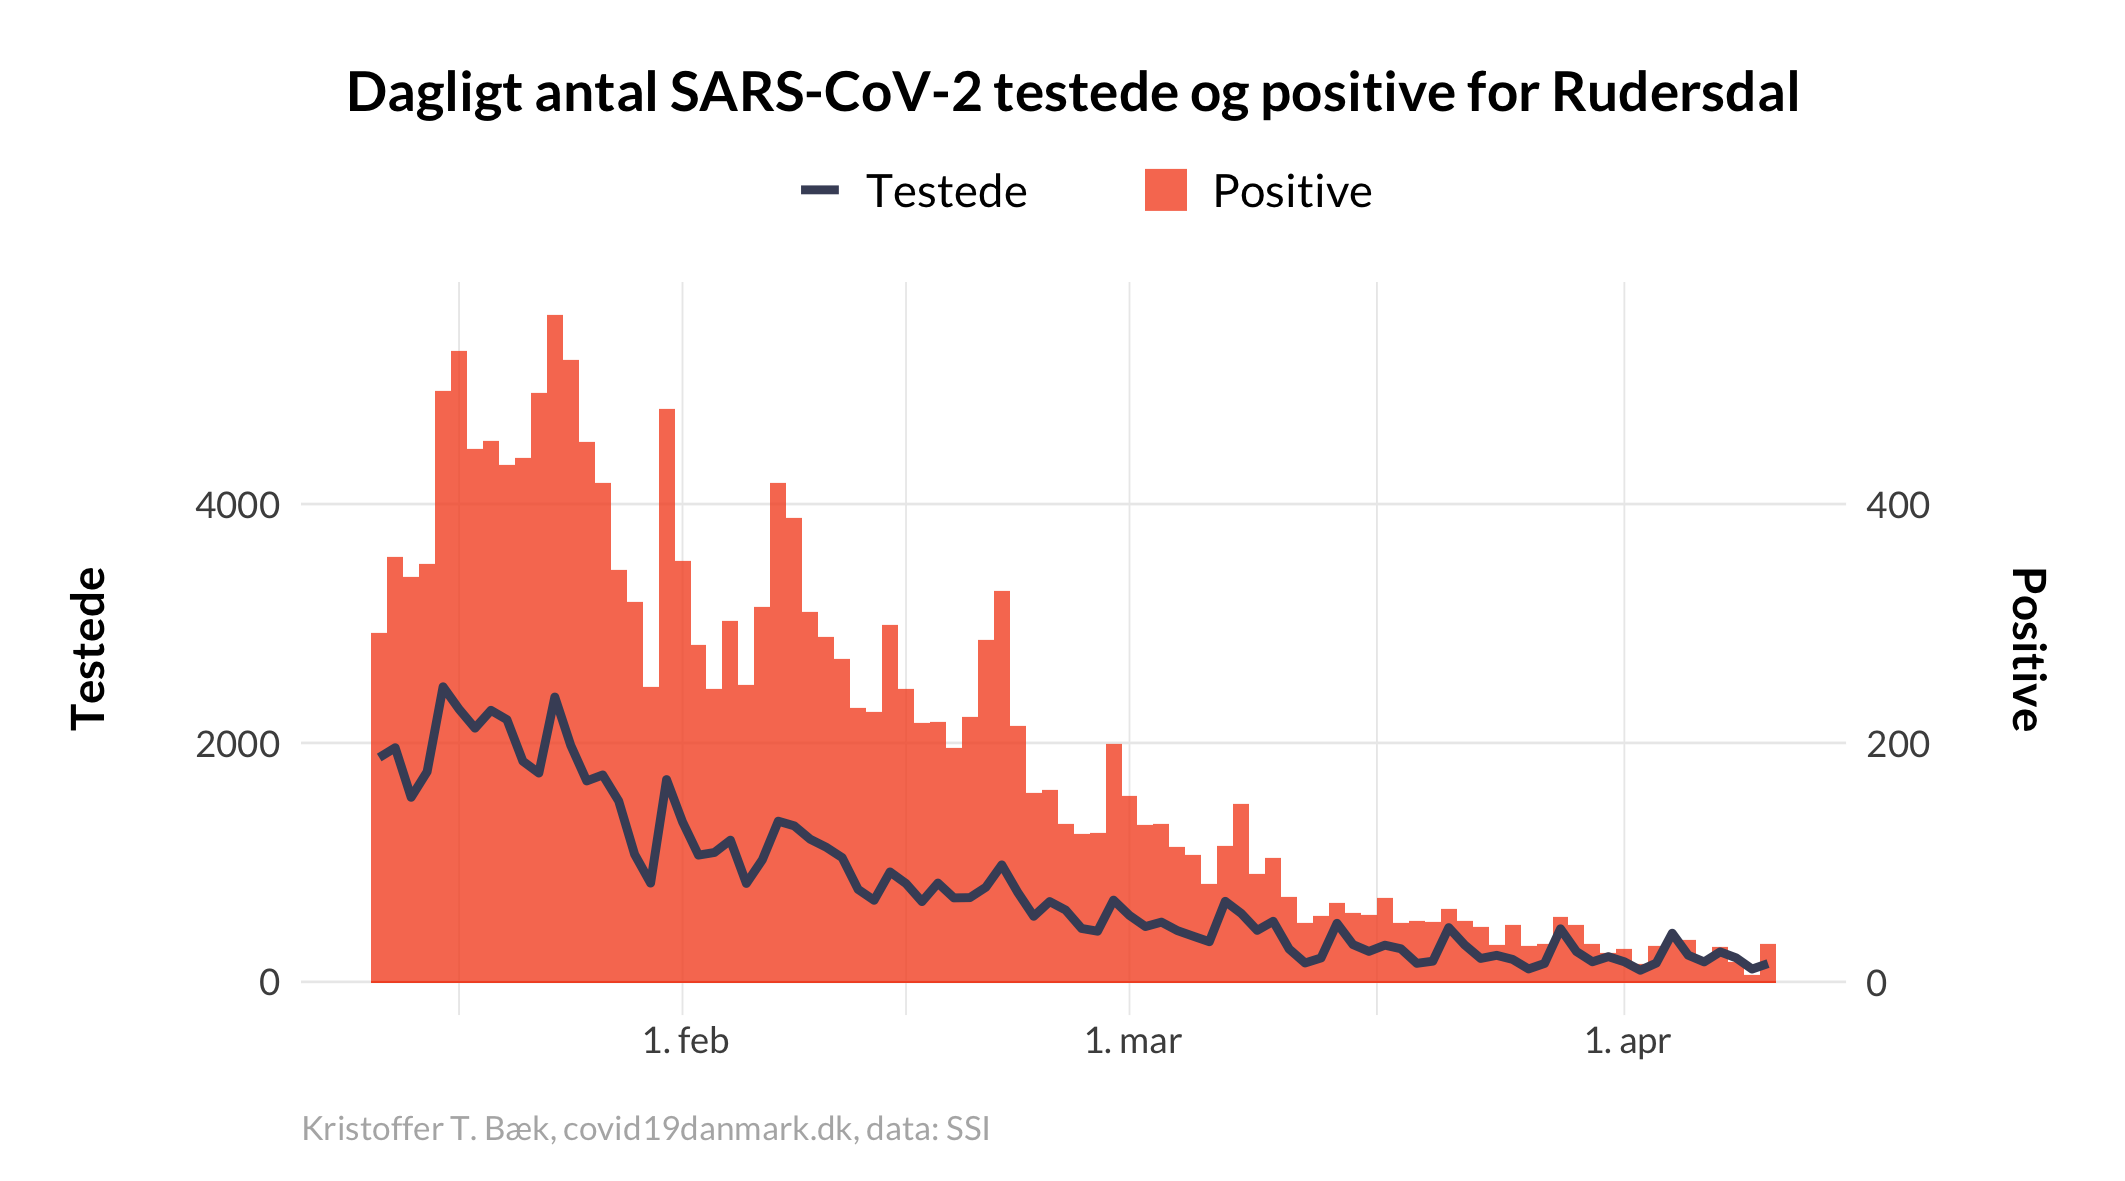 Dagligt antal SARS-CoV-2 testede og positive for Rudersdal
Testede
Positive
4000
2000
0
Testede
400
200
0
Positive
1. feb
1. mar
1. apr
Kristoffer T. Bæk, covid19danmark.dk, data: SSI